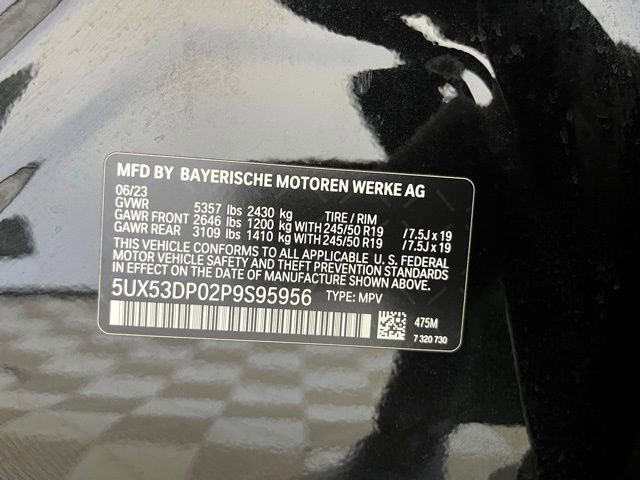 MFD BY BAYERISCHE MOTOREN WERKE AG
06/23
GVWR 5357 lbs 2430 kg TIRE / RIM
GAWR FRONT 2646 lbs 1200 kg WITH 245/50 R19 /7.5J x 19
GAWR REAR 3109 lbs 1410 kg WITH 245/50 R19 /7.5J x 19
THIS VEHICLE CONFORMS TO ALL APPLICABLE U. S. FEDERAL
MOTOR VEHICLE SAFETY AND THEFT PREVENTION STANDARDS
IN EFFECT ON THE DATE OF MANUFACTURE SHOWN ABOVE.
5UX53DP02P9S95956 TYPE: MPV
475M
7 320 730